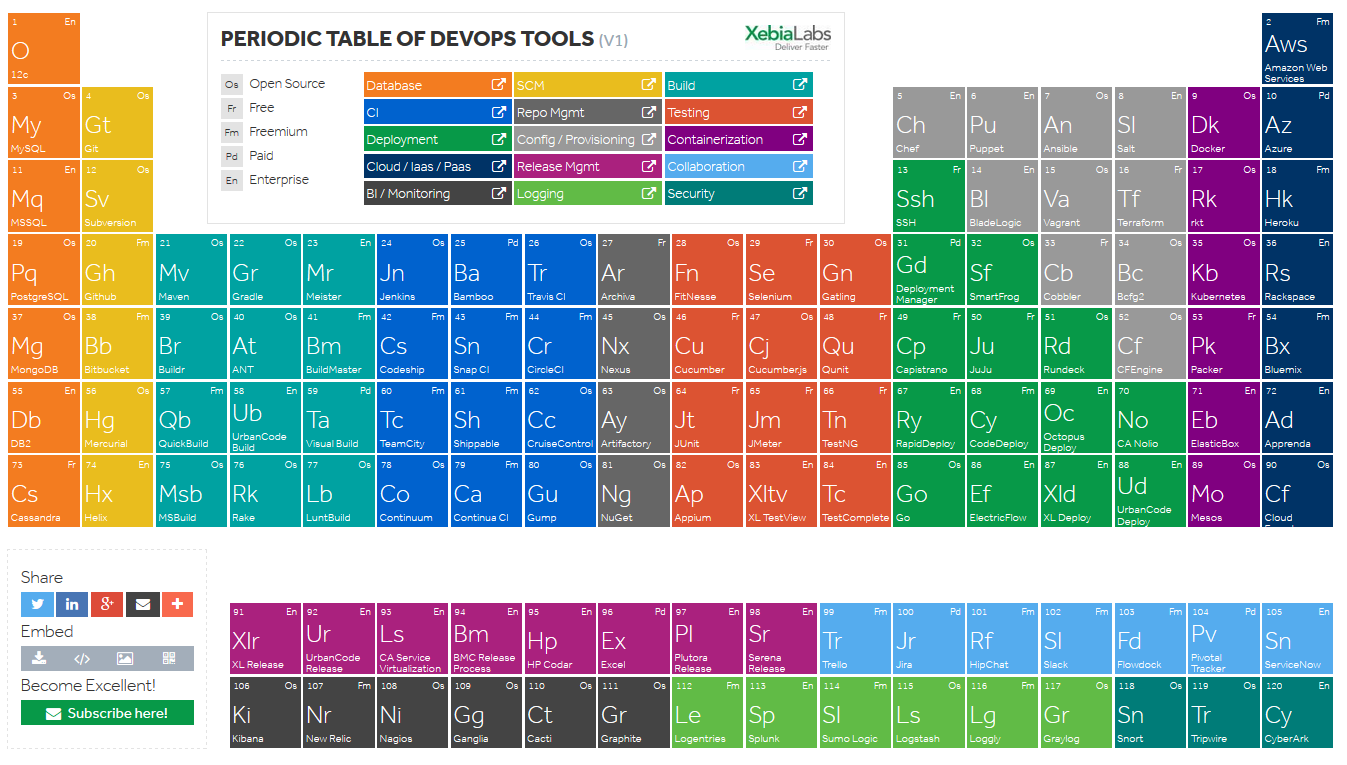 1 En
O
12c
PERIODIC TABLE OF DEVOPS TOOLS (V1)
XebiaLabs
Deliver Faster
Os Open Source
Fr Free
Fm Freemium
Pd Paid
En Enterprise
Database
SCM
Build
CI
Repo Mgmt
Testing
Deployment
Config / Provisioning
Containerization
Cloud / Iaas / Paas
Release Mgmt
Collaboration
BI / Monitoring
Logging
Security
2 Fm
Aws
Amazon Web
Services
3 Os
My
MySQL
4 Os
Gt
Git
5 En
Ch
Chef
6 En
Pu
Puppet
7 Os
An
Ansible
8 En
Sl
Salt
9 Os
Dk
Docker
10 Pd
Az
Azure
11 En
Mq
MSSQL
12 Os
Sv
Subversion
13 Fr
Ssh
SSH
14 En
Bl
BladeLogic
15 Os
Va
Vagrant
16 Fr
Tf
Terraform
17 Os
Rk
rkt
18 Fm
Hk
Heroku
19 Os
Pq
PostgreSQL
20 Fm
Gh
Github
21 Os
Mv
Maven
22 Os
Gr
Gradle
23 En
Mr
Meister
24 Os
Jn
Jenkins
25 Pd
Ba
Bamboo
26 Os
Tr
Travis CI
27 Fr
Ar
Archiva
28 Os
Fn
FitNesse
29 Fr
Se
Selenium
30 Os
Gn
Gatling
31 Pd
Gd
Deployment
Manager
32 Os
Sf
SmartFrog
33 Fr
Cb
Cobbler
34 Os
Bc
Bcfg2
35 Os
Kb
Kubernetes
36 En
Rs
Rackspace
37 Os
Mg
MongoDB
38 Fm
Bb
Bitbucket
39 Os
Br
Buildr
40 Os
At
ANT
41 Fm
Bm
BuildMaster
42 Fm
Cs
Codeship
43 Fm
Sn
Snap CI
44 Fm
Cr
CircleCI
45 Os
Nx
Nexus
46 Fr
Cu
Cucumber
47 Os
Cj
Cucumber.js
48 Fr
Qu
Qunit
49 Fr
Cp
Capistrano
50 Fr
Ju
JuJu
51 Os
Rd
Rundeck
52 Os
Cf
CFEngine
53 Fr
Pk
Packer
54 Fm
Bx
Bluemix
55 En
Db
DB2
56 Os
Hg
Mercurial
57 Fm
Qb
QuickBuild
58 En
Ub
UrbanCode
Build
59 Pd
Ta
Visual Build
60 Fm
Tc
TeamCity
61 Fm
Sh
Shippable
62 Os
Cc
CruiseControl
63 Os
Ay
Artifactory
64 Fr
Jt
JUnit
65 Fr
Jm
JMeter
66 Fr
Tn
TestNG
67 En
Ry
RapidDeploy
68 Fm
Cy
CodeDeploy
69 En
Oc
Octopus
Deploy
70 En
No
CA Nolio
71 En
Eb
ElasticBox
72 En
Ad
Apprenda
73 Fr
Cs
Cassandra
74 En
Hx
Helix
75 Os
Msb
MSBuild
76 Os
Rk
Rake
77 Os
Lb
LuntBuild
78 Os
Co
Continuum
79 Fm
Ca
Continua CI
80 Os
Gu
Gump
81 Os
Ng
NuGet
82 Os
Ap
Appium
83 En
Xltv
XL TestView
84 En
Tc
TestComplete
85 Os
Go
Go
86 En
Ef
ElectricFlow
87 En
Xld
XL Deploy
88 En
Ud
UrbanCode
Deploy
89 Os
Mo
Mesos
90 Os
Cf
Cloud
Share
Embed
Become Excellent!
Subscribe here!
91 En
Xlr
XL Release
92 En
Ur
UrbanCode
Release
93 En
Ls
CA Service
Virtualization
94 En
Bm
BMC Release
Process
95 En
Hp
HP Codar
96 Pd
Ex
Excel
97 En
Pl
Plutora
Release
98 En
Sr
Serena
Release
99 Fm
Tr
Trello
100 Pd
Jr
Jira
101 Fm
Rf
HipChat
102 Fm
Sl
Slack
103 Fm
Fd
Flowdock
104 Pd
Pv
Pivotal
Tracker
105 En
Sn
ServiceNow
106 Os
Ki
Kibana
107 Fm
Nr
New Relic
108 Os
Ni
Nagios
109 Os
Gg
Ganglia
110 Os
Ct
Cacti
111 Os
Gr
Graphite
112 Fm
Le
Logentries
113 En
Sp
Splunk
114 Fm
Sl
Sumo Logic
115 Os
Ls
Logstash
116 Fm
Lg
Loggly
117 Os
Gr
Graylog
118 Os
Sn
Snort
119 Os
Tr
Tripwire
120 En
Cy
CyberArk